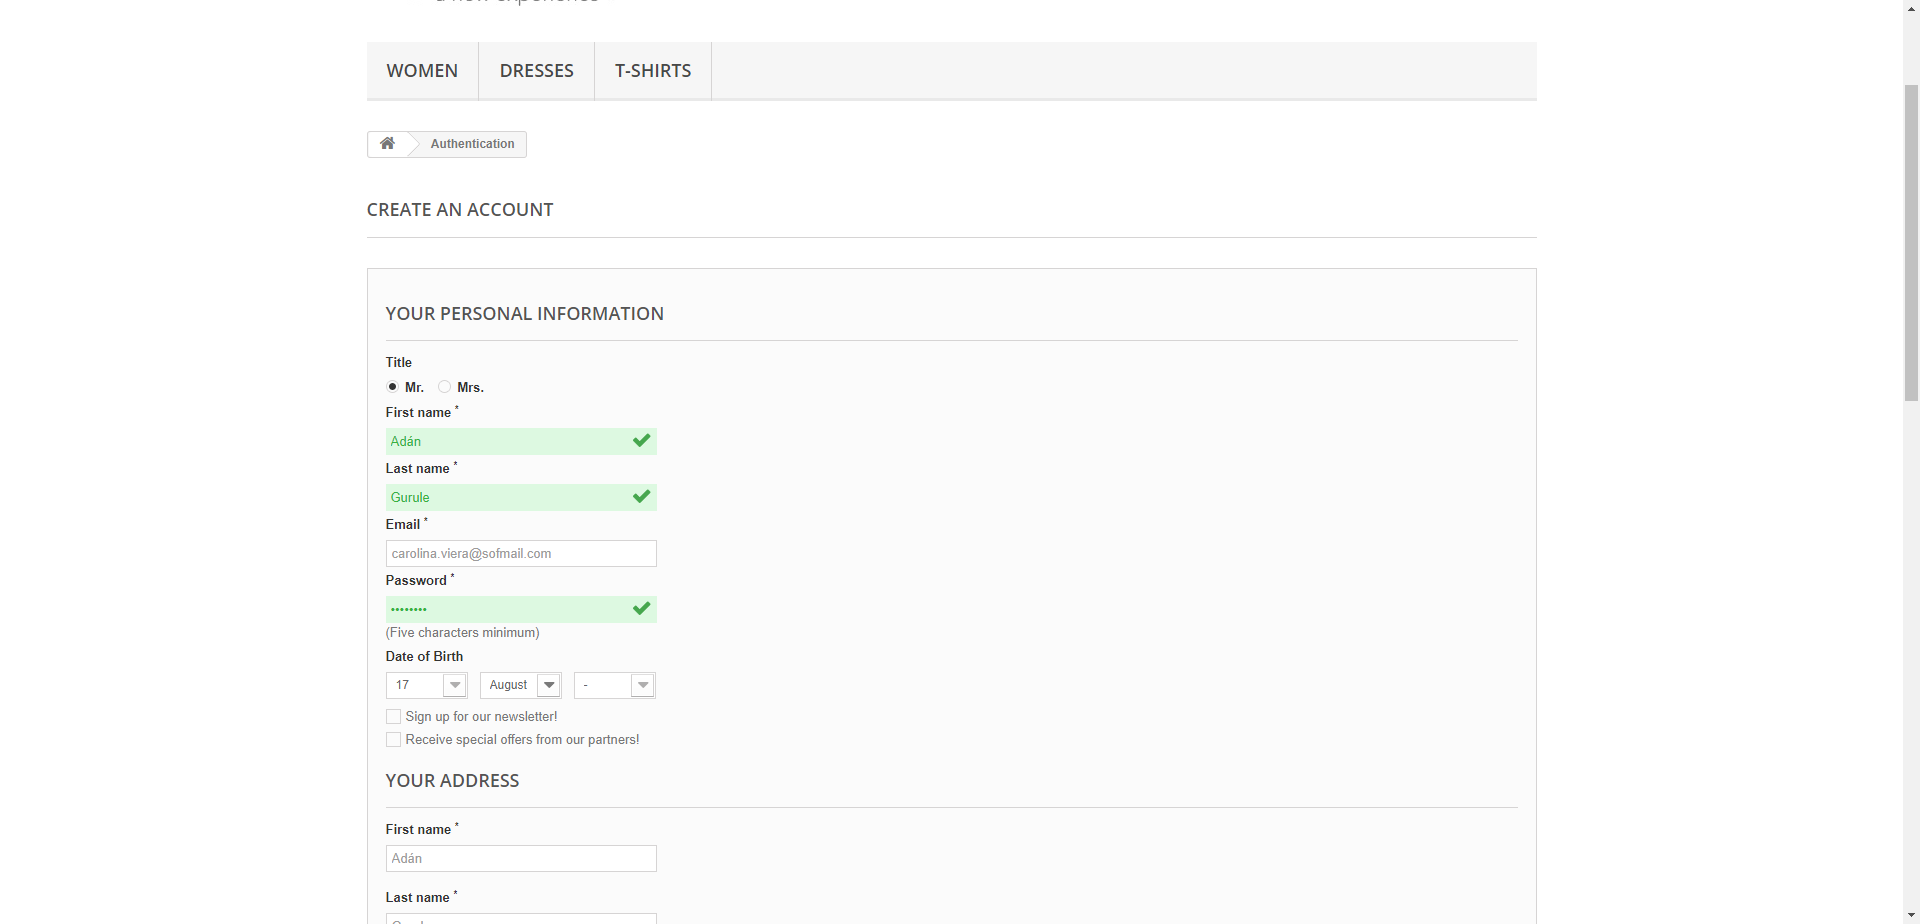 a new experience
WOMEN DRESSES T-SHIRTS
Authentication
CREATE AN ACCOUNT
YOUR PERSONAL INFORMATION
Title
Mr. Mrs.
First name *
Adán
Last name *
Gurule
Email *
carolina.viera@sofmail.com
Password *
••••••••
(Five characters minimum)
Date of Birth
17 August -
Sign up for our newsletter!
Receive special offers from our partners!
YOUR ADDRESS
First name *
Adán
Last name *